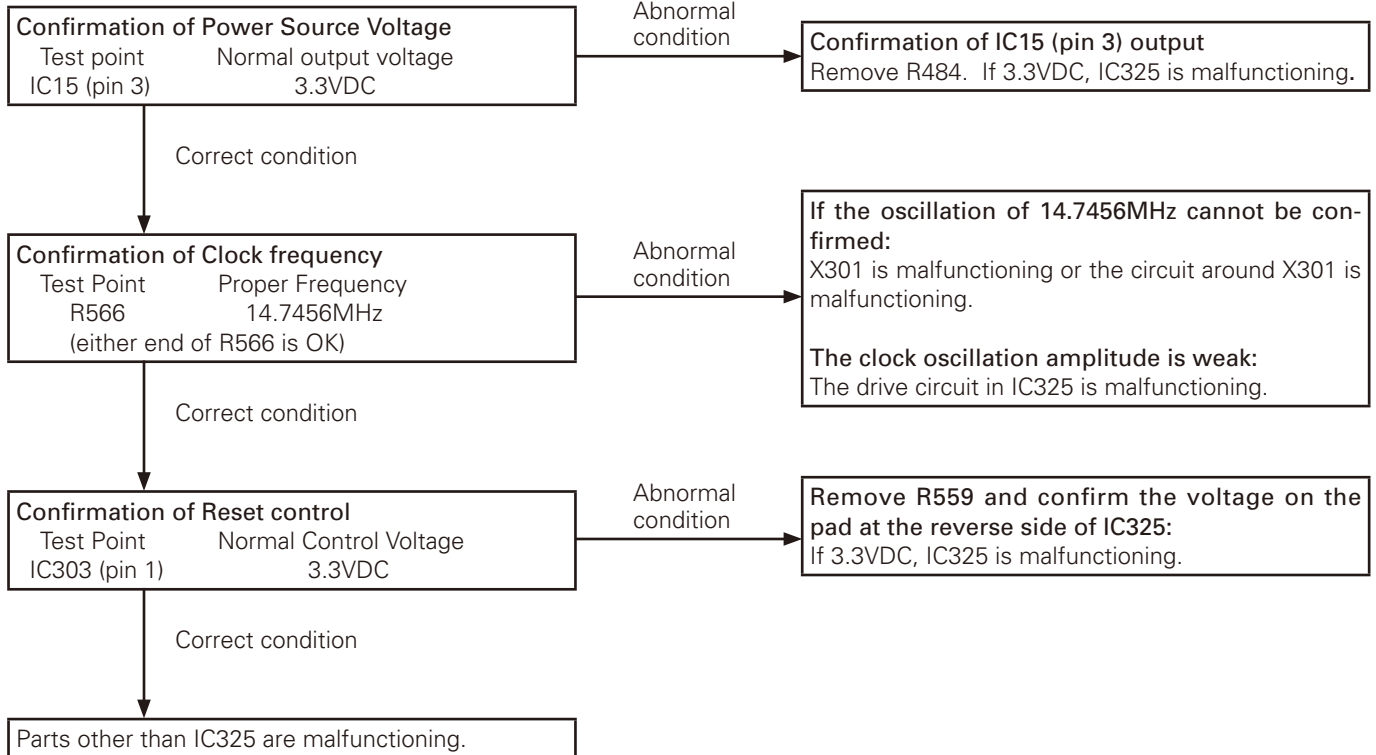 Confirmation of Power Source Voltage
Test point Normal output voltage
IC15 (pin 3) 3.3VDC
Abnormal
condition
Confirmation of IC15 (pin 3) output
Remove R484. If 3.3VDC, IC325 is malfunctioning.
Correct condition
Confirmation of Clock frequency
Test Point Proper Frequency
R566 14.7456MHz
(either end of R566 is OK)
Abnormal
condition
If the oscillation of 14.7456MHz cannot be con-
firmed:
X301 is malfunctioning or the circuit around X301 is
malfunctioning.
The clock oscillation amplitude is weak:
The drive circuit in IC325 is malfunctioning.
Correct condition
Confirmation of Reset control
Test Point Normal Control Voltage
IC303 (pin 1) 3.3VDC
Abnormal
condition
Remove R559 and confirm the voltage on the
pad at the reverse side of IC325:
If 3.3VDC, IC325 is malfunctioning.
Correct condition
Parts other than IC325 are malfunctioning.